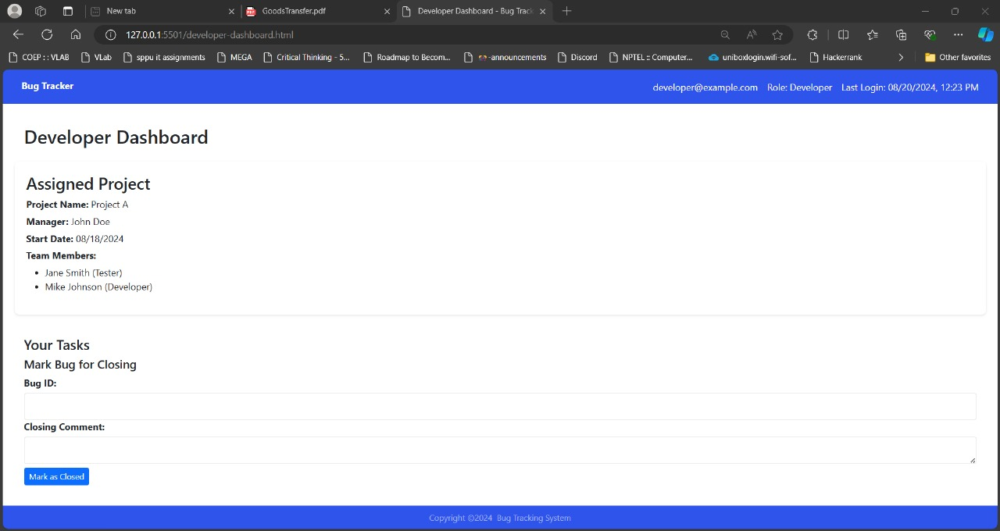 New tab
GoodsTransfer.pdf
Developer Dashboard - Bug Track
127.0.0.1:5501/developer-dashboard.html
COEP : : VLAB
VLab
sppu it assignments
MEGA
Critical Thinking - 5...
Roadmap to Becom...
-announcements
Discord
NPTEL :: Computer...
uniboxlogin.wifi-sof...
Hackerrank
Other favorites
Bug Tracker
developer@example.com Role: Developer Last Login: 08/20/2024, 12:23 PM
Developer Dashboard
Assigned Project
Project Name: Project A
Manager: John Doe
Start Date: 08/18/2024
Team Members:
• Jane Smith (Tester)
• Mike Johnson (Developer)
Your Tasks
Mark Bug for Closing
Bug ID:
Closing Comment:
Mark as Closed
Copyright ©2024 Bug Tracking System